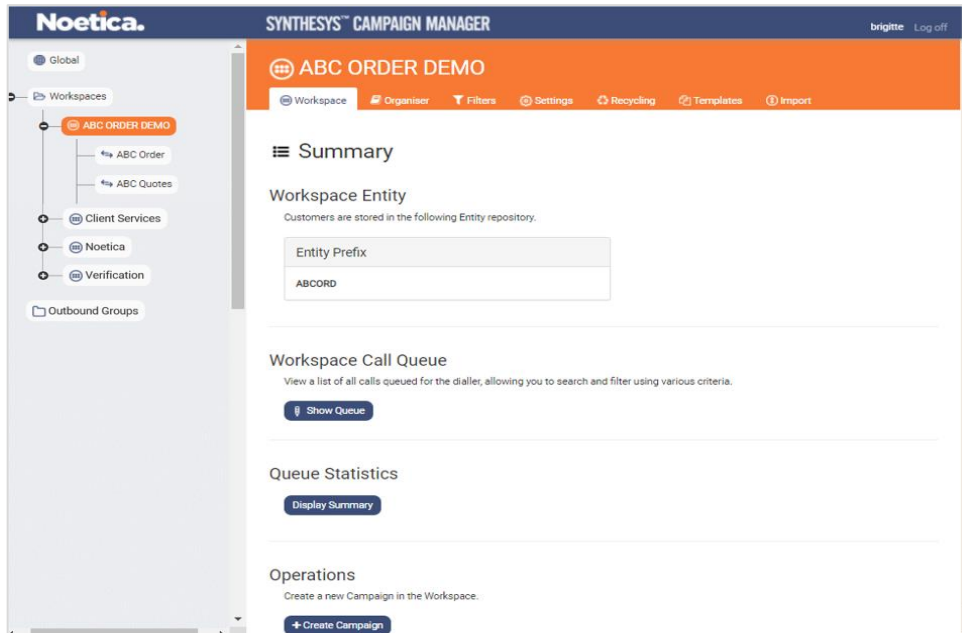 Noetica.
SYNTHESYS™ CAMPAIGN MANAGER
brigitte Log off
Global
Workspaces
ABC ORDER DEMO
ABC Order
ABC Quotes
Client Services
Noetica
Verification
Outbound Groups
ABC ORDER DEMO
Workspace Organiser Filters Settings Recycling Templates Import
Summary
Workspace Entity
Customers are stored in the following Entity repository.
Entity Prefix
ABCORD
Workspace Call Queue
View a list of all calls queued for the dialler, allowing you to search and filter using various criteria.
Show Queue
Queue Statistics
Display Summary
Operations
Create a new Campaign in the Workspace.
+ Create Campaign